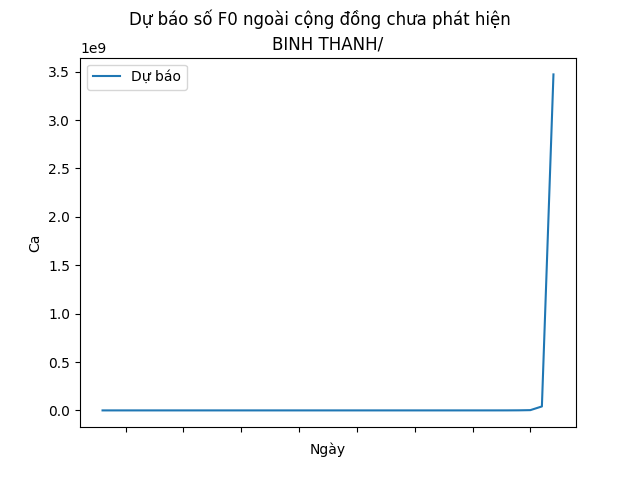 Dự báo số F0 ngoài cộng đồng chưa phát hiện
BINH THANH/
1e9
Dự báo
3.5
3.0
2.5
2.0
1.5
1.0
0.5
0.0
Ca
Ngày